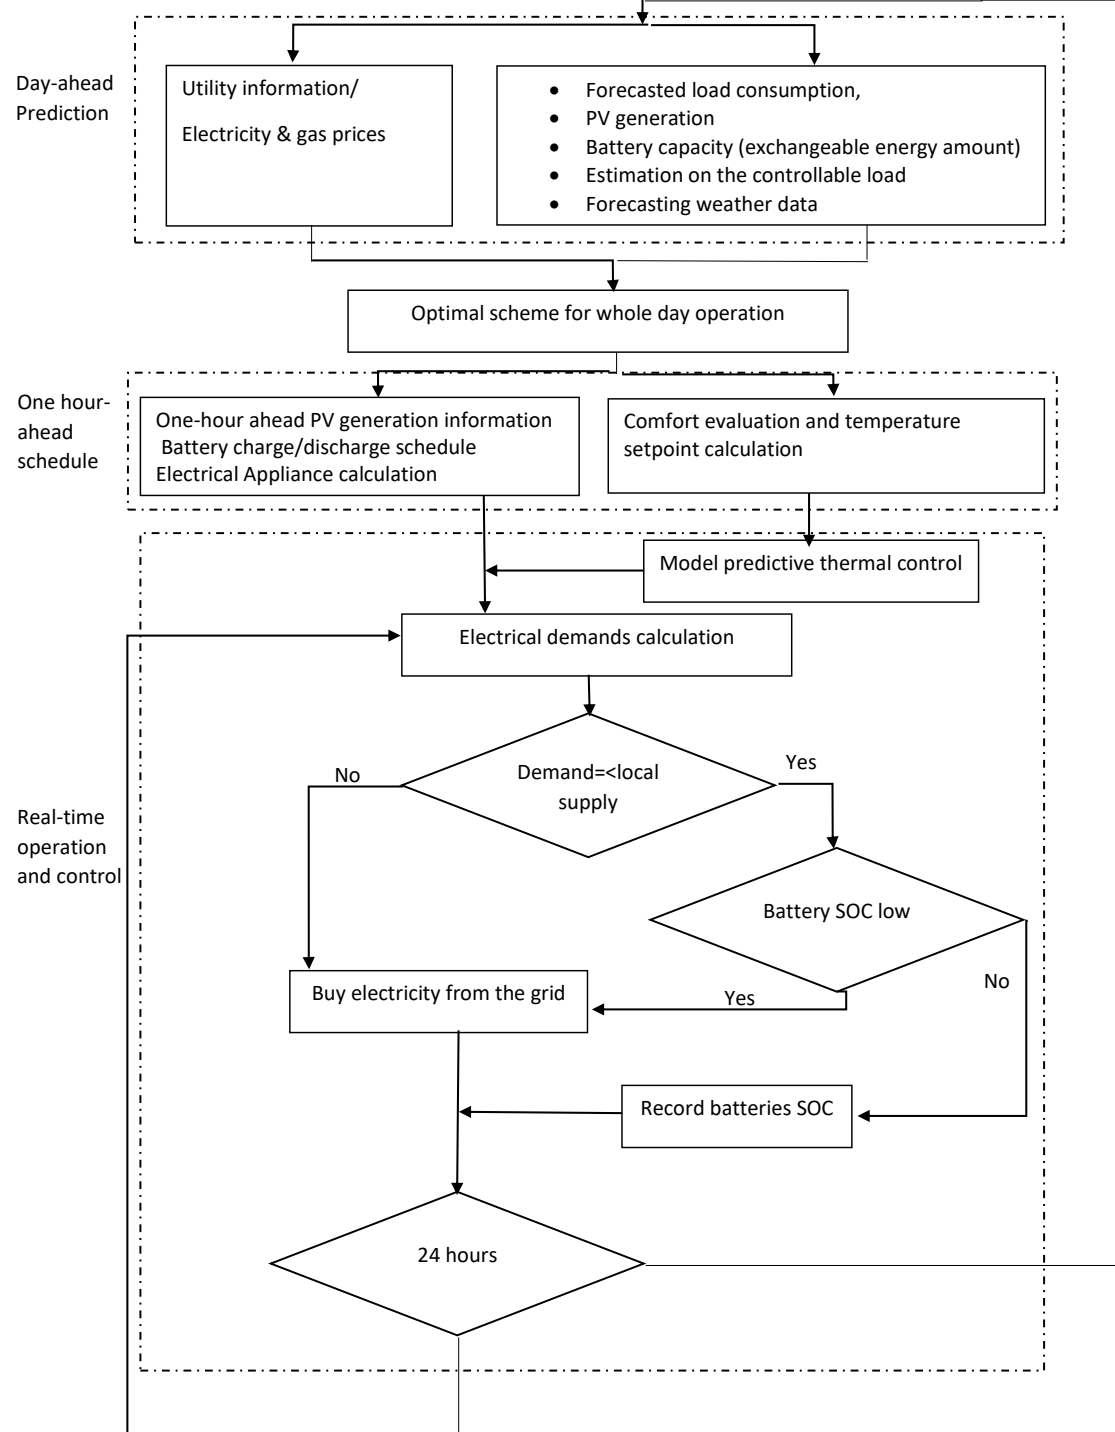 Day-ahead
Prediction
Utility information/
Electricity & gas prices
• Forecasted load consumption,
• PV generation
• Battery capacity (exchangeable energy amount)
• Estimation on the controllable load
• Forecasting weather data
Optimal scheme for whole day operation
One hour-
ahead
schedule
One-hour ahead PV generation information
Battery charge/discharge schedule
Electrical Appliance calculation
Comfort evaluation and temperature
setpoint calculation
Model predictive thermal control
Electrical demands calculation
Demand=<local
supply
No
Yes
Real-time
operation
and control
Battery SOC low
No
Yes
Buy electricity from the grid
Record batteries SOC
24 hours